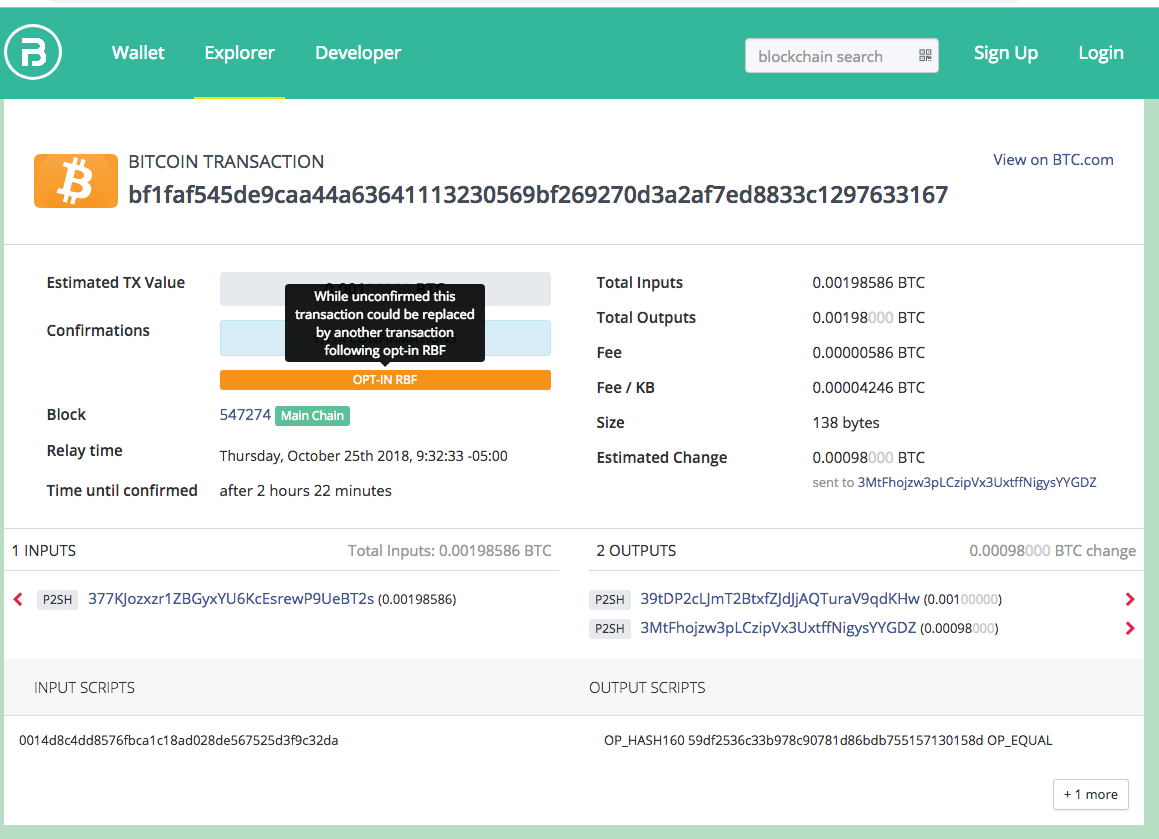 Wallet Explorer Developer blockchain search Sign Up Login
BITCOIN TRANSACTION View on BTC.com
bf1faf545de9caa44a63641113230569bf269270d3a2af7ed8833c1297633167
Estimated TX Value
While unconfirmed this
transaction could be replaced
by another transaction
following opt-in RBF
Confirmations
OPT-IN RBF
Block 547274 Main Chain
Relay time Thursday, October 25th 2018, 9:32:33 -05:00
Time until confirmed after 2 hours 22 minutes
Total Inputs 0.00198586 BTC
Total Outputs 0.00198000 BTC
Fee 0.00000586 BTC
Fee / KB 0.00004246 BTC
Size 138 bytes
Estimated Change 0.00098000 BTC
sent to 3MtFhojzw3pLCzipVx3UxtffNigysYYGDZ
1 INPUTS Total Inputs: 0.00198586 BTC
P2SH 377KJozxzr1ZBGyxYU6KcEsrewP9UeBT2s (0.00198586)
2 OUTPUTS 0.00098000 BTC change
P2SH 39tDP2cLJmT2BtxfZJdJjAQTuraV9qdKHw (0.00100000)
P2SH 3MtFhojzw3pLCzipVx3UxtffNigysYYGDZ (0.00098000)
INPUT SCRIPTS
0014d8c4dd8576fbca1c18ad028de567525d3f9c32da
OUTPUT SCRIPTS
OP_HASH160 59df2536c33b978c90781d86bdb755157130158d OP_EQUAL
+ 1 more